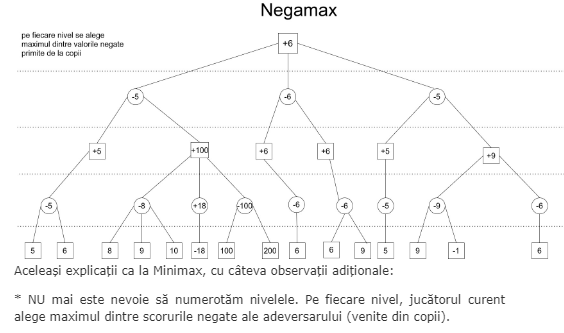 Negamax
pe fiecare nivel se alege
maximul dintre valorile negate
primite de la copii
+6
-5 -6 -5
+5 +100 +6 +6 +5 +9
-5 -8 +18 -100 -6 -6 -5 -9 -6
5 6 8 9 10 -18 100 200 6 6 9 5 9 -1 6
Aceleași explicații ca la Minimax, cu câteva observații adiționale:
* NU mai este nevoie să numerotăm nivelele. Pe fiecare nivel, jucătorul curent
alege maximul dintre scorurile negate ale adeversarului (venite din copii).